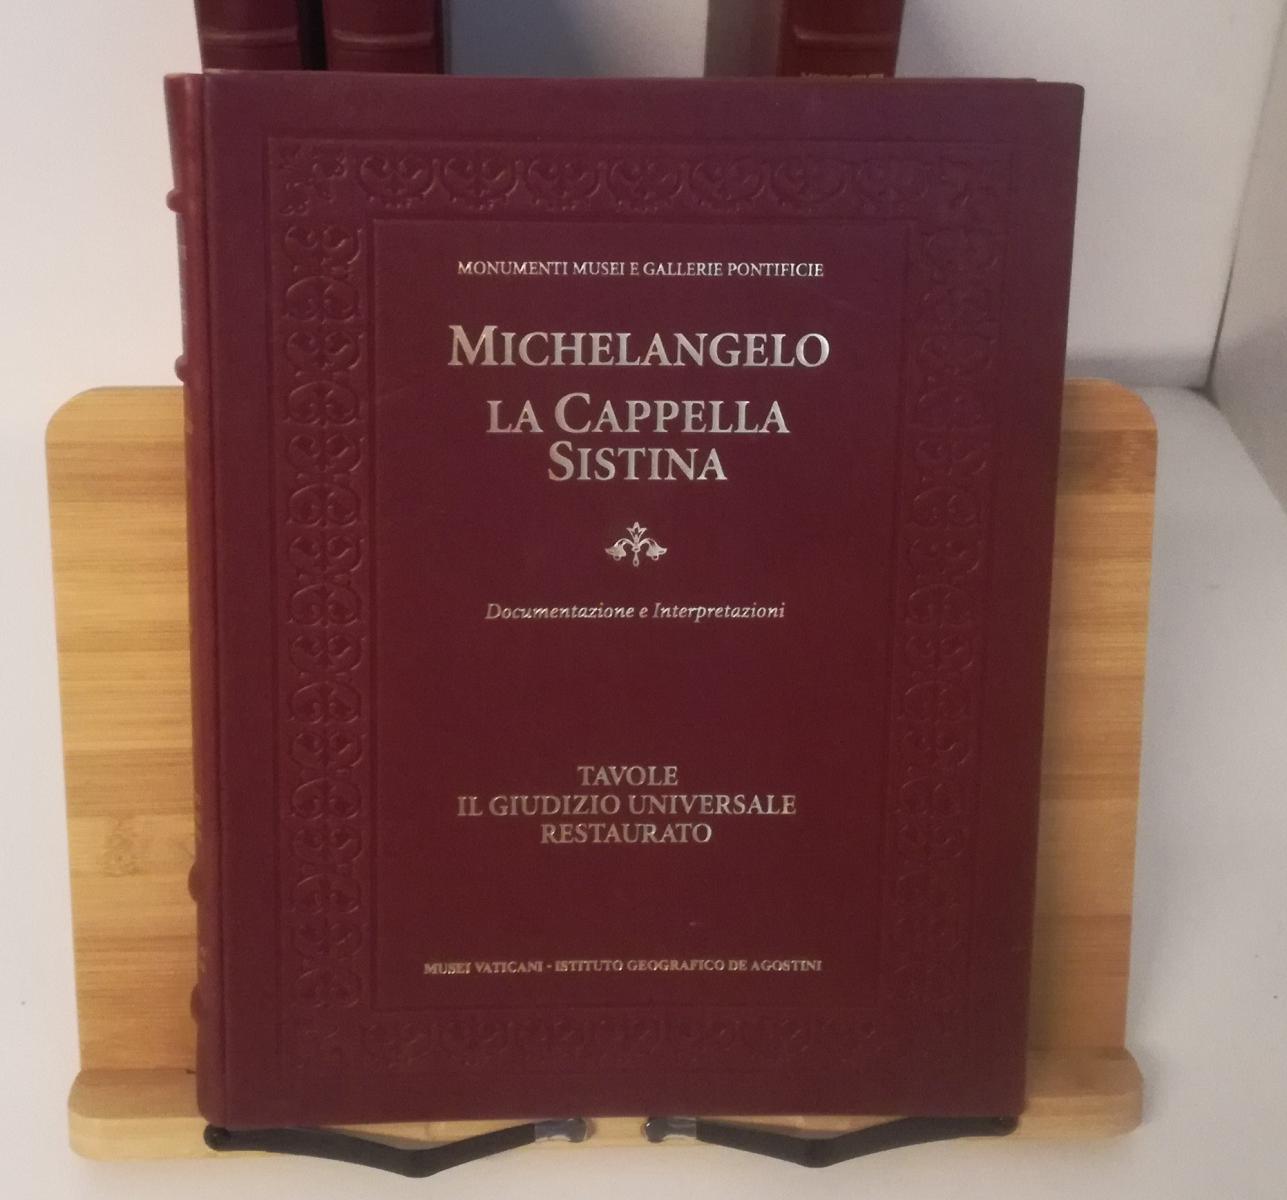 MONUMENTI MUSEI E GALLERIE PONTIFICIE
MICHELANGELO
LA CAPPELLA
SISTINA
Documentazione e Interpretazioni
TAVOLE
IL GIUDIZIO UNIVERSALE
RESTAURATO
MUSEI VATICANI - ISTITUTO GEOGRAFICO DE AGOSTINI